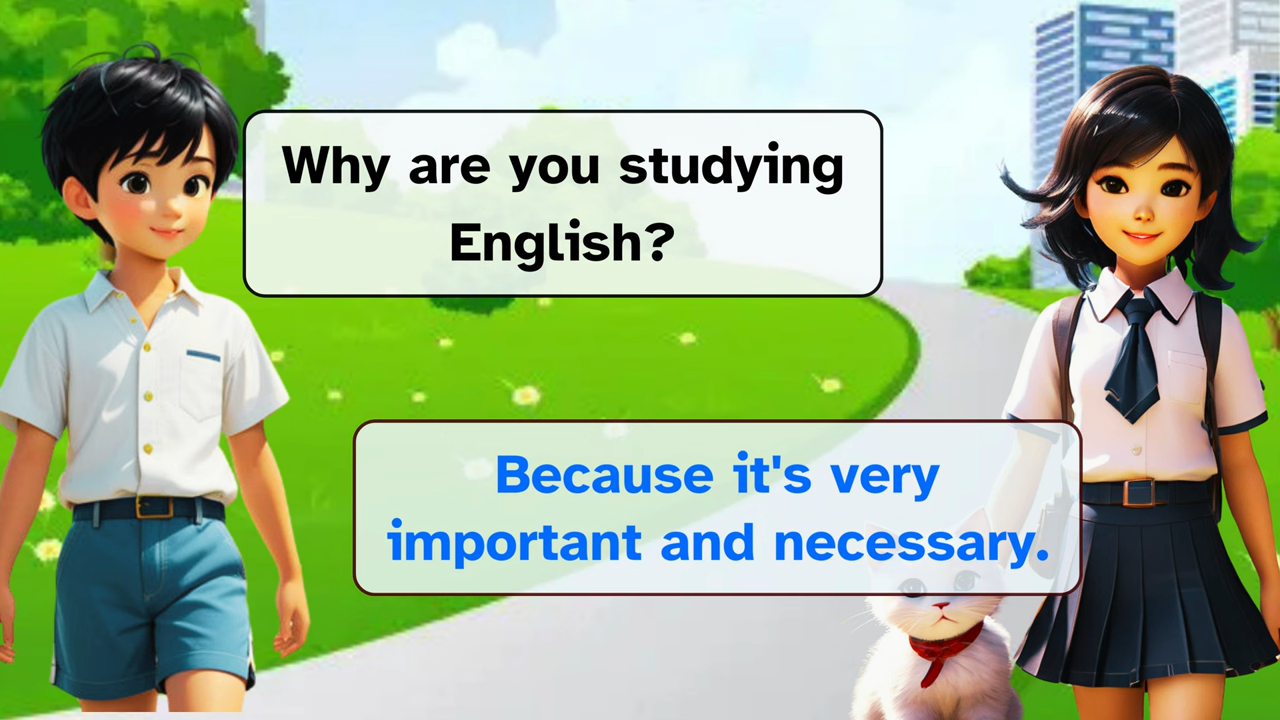 Why are you studying
English?
Because it's very
important and necessary.